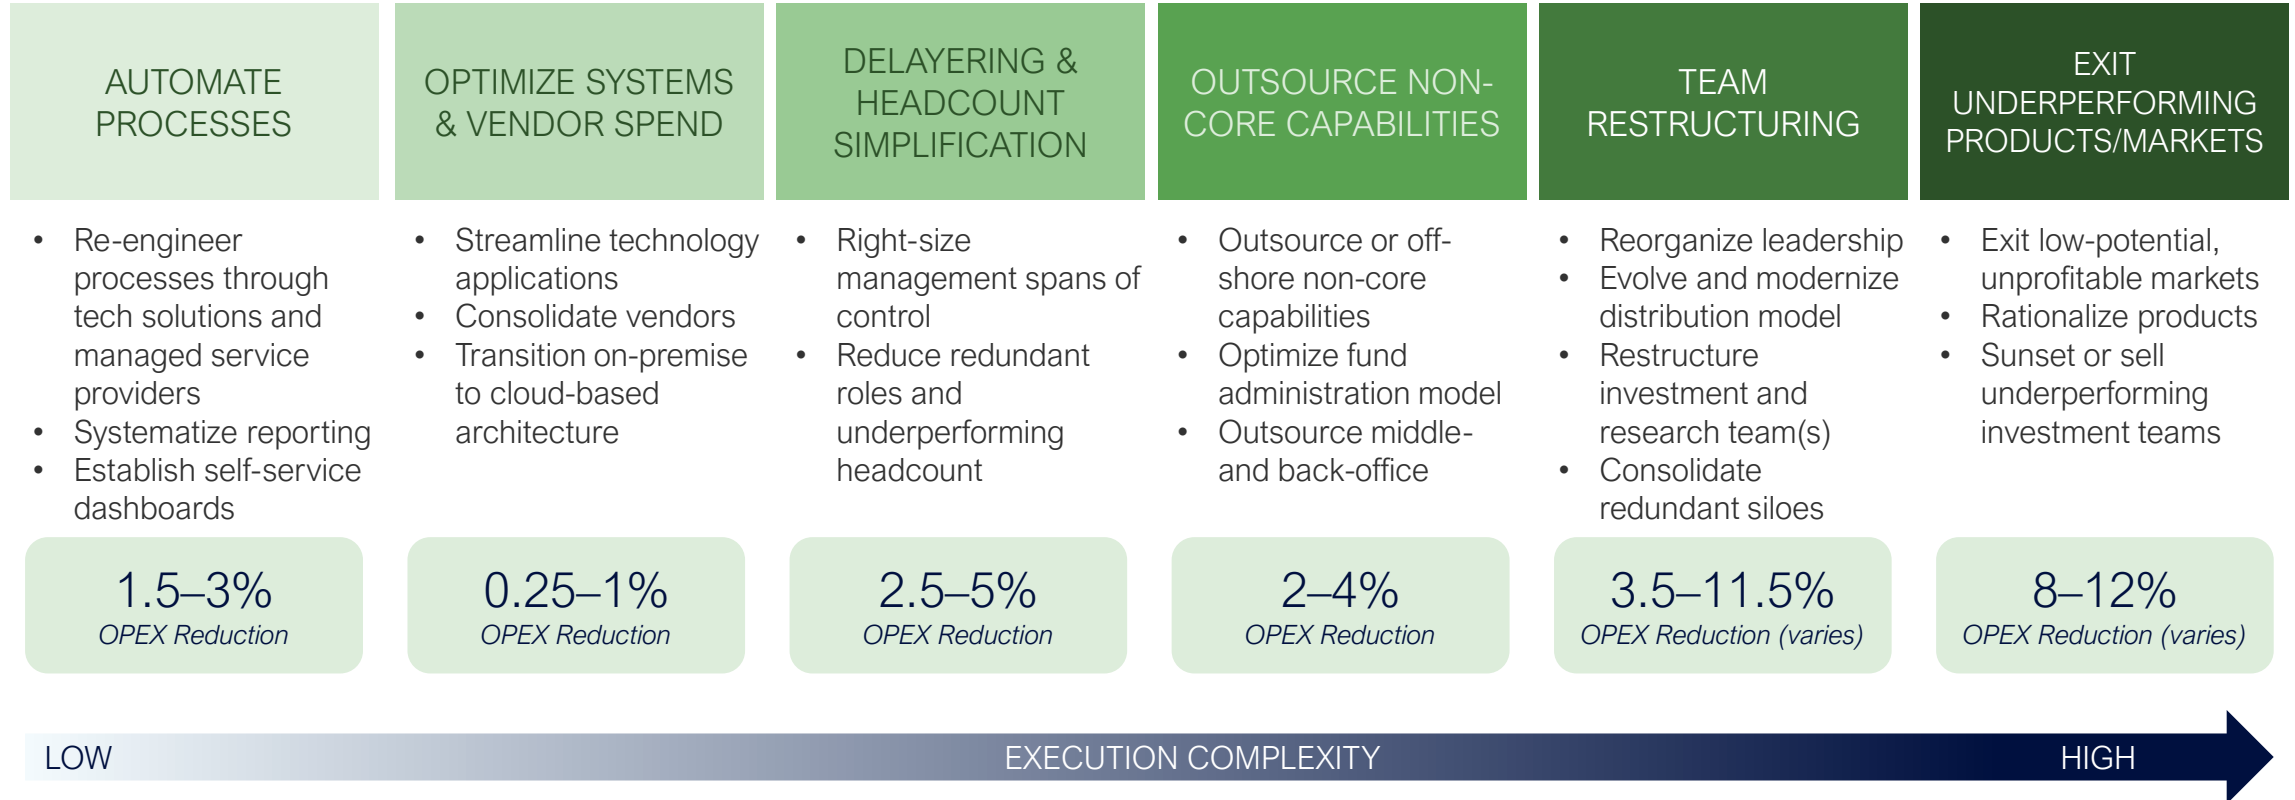 AUTOMATE
PROCESSES
OPTIMIZE SYSTEMS
& VENDOR SPEND
DELAYERING &
HEADCOUNT
SIMPLIFICATION
OUTSOURCE NON-
CORE CAPABILITIES
TEAM
RESTRUCTURING
EXIT
UNDERPERFORMING
PRODUCTS/MARKETS
• Re-engineer
processes through
tech solutions and
managed service
providers
• Systematize reporting
• Establish self-service
dashboards
• Streamline technology
applications
• Consolidate vendors
• Transition on-premise
to cloud-based
architecture
• Right-size
management spans of
control
• Reduce redundant
roles and
underperforming
headcount
• Outsource or off-
shore non-core
capabilities
• Optimize fund
administration model
• Outsource middle-
and back-office
• Reorganize leadership
• Evolve and modernize
distribution model
• Restructure
investment and
research team(s)
• Consolidate
redundant siloes
• Exit low-potential,
unprofitable markets
• Rationalize products
• Sunset or sell
underperforming
investment teams
1.5–3%
OPEX Reduction
0.25–1%
OPEX Reduction
2.5–5%
OPEX Reduction
2–4%
OPEX Reduction
3.5–11.5%
OPEX Reduction (varies)
8–12%
OPEX Reduction (varies)
LOW
EXECUTION COMPLEXITY
HIGH